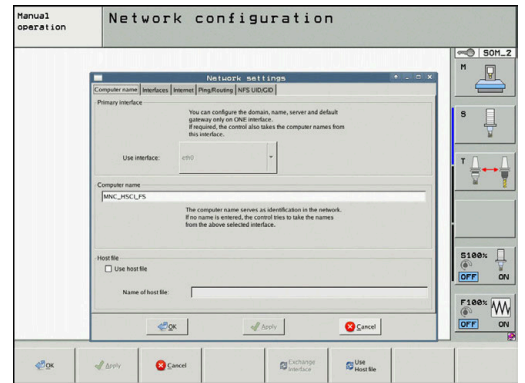 Manual
operation
Network configuration
SOM_2
M
S
T
S100%
OFF ON
F100% W
OFF ON
Network settings
Computer name Interfaces Internet Ping/Routing NFS UID/GID
Primary interface
You can configure the domain, name, server and default
gateway only on ONE interface.
If required, the control also takes the computer names from
this interface.
Use interface: eth0
Computer name
MNC_HSCI_FS
The computer name serves as identification in the network.
If no name is entered, the control tries to take the names
from the above selected interface.
Host file
Use host file
Name of host file:
OK Apply Cancel
OK
Apply
Cancel
Exchange
Interface
Use
Host file